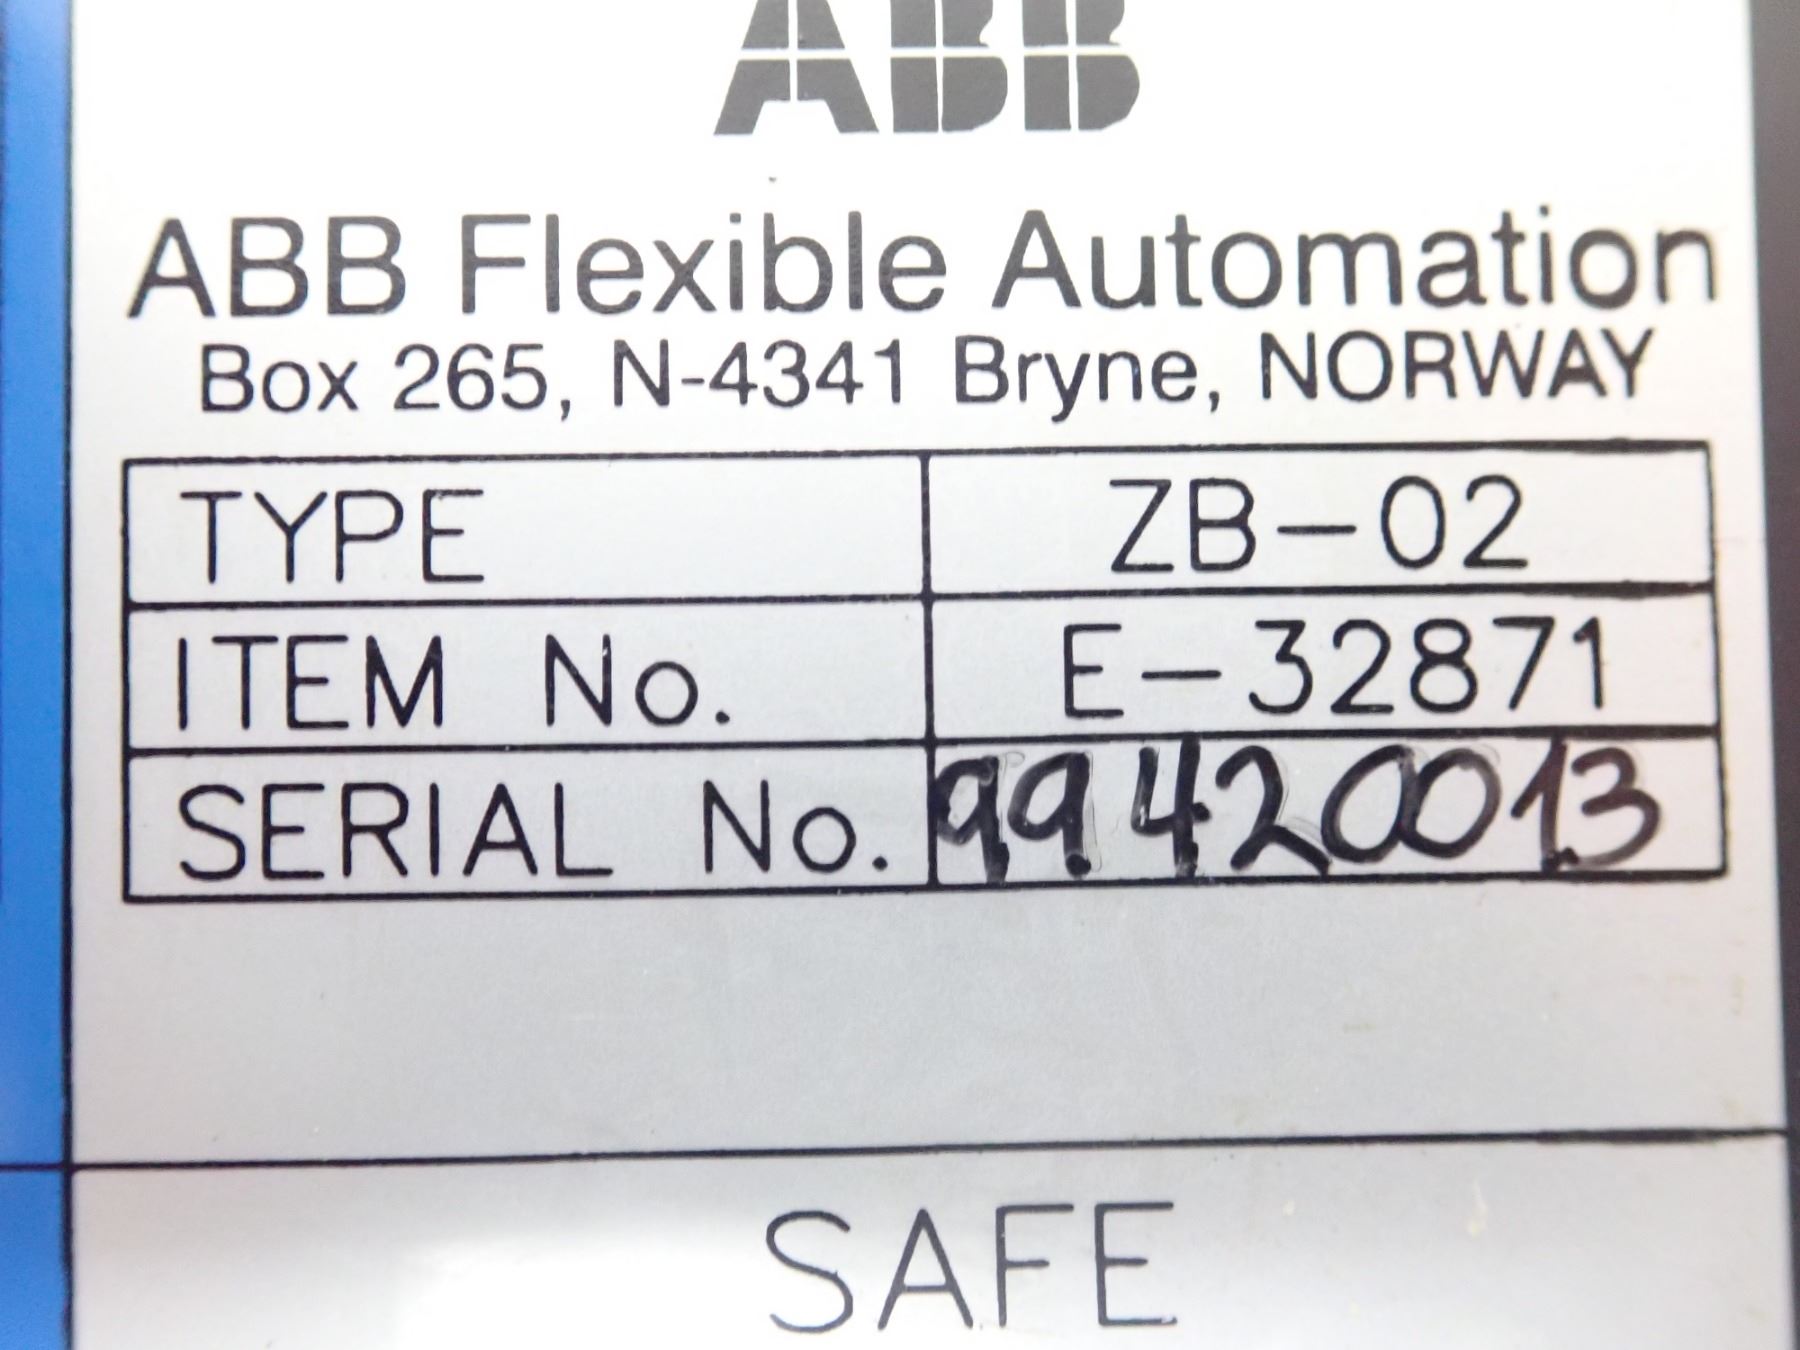 ABB
ABB Flexible Automation
Box 265, N-4341 Bryne, NORWAY
TYPE ZB-02
ITEM No. E-32871
SERIAL No. 99420013
SAFE